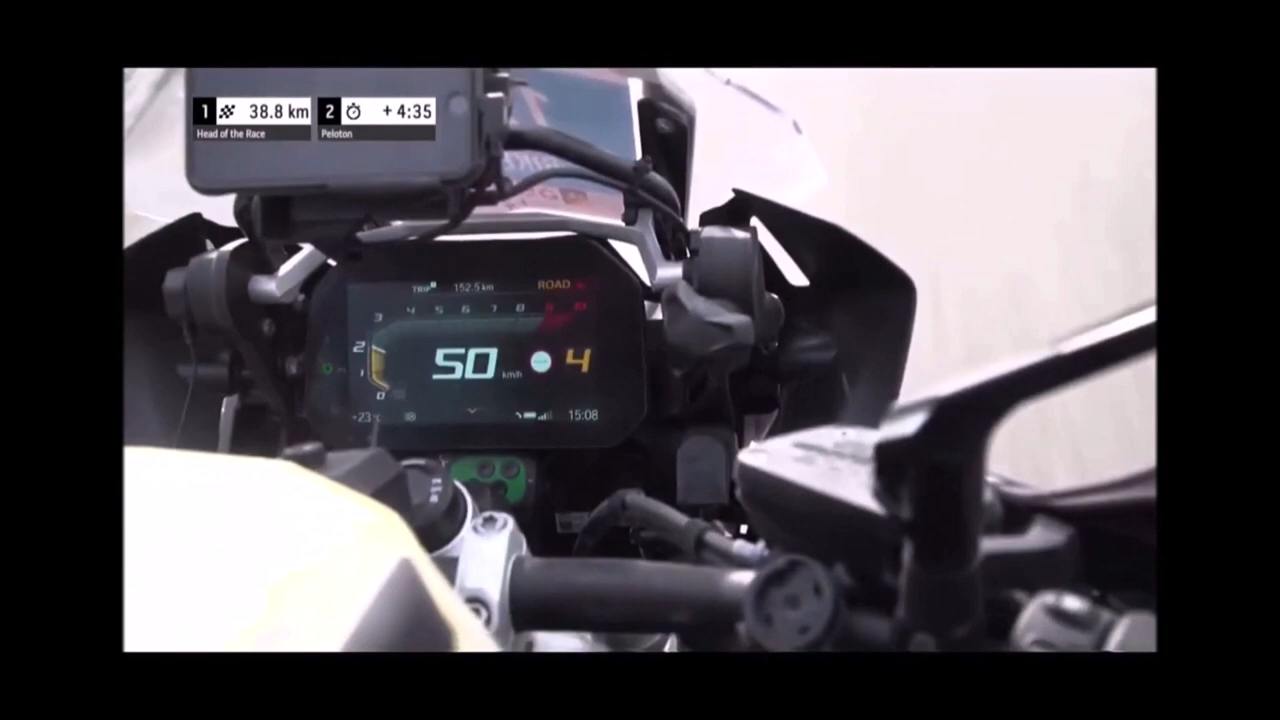 1 38.8 km 2 + 4:35
Head of the Race Peloton
TRIP 152.5 km ROAD
3 4 5 6 7 8 9
2
1
0
50 km/h 4
+23 15:08